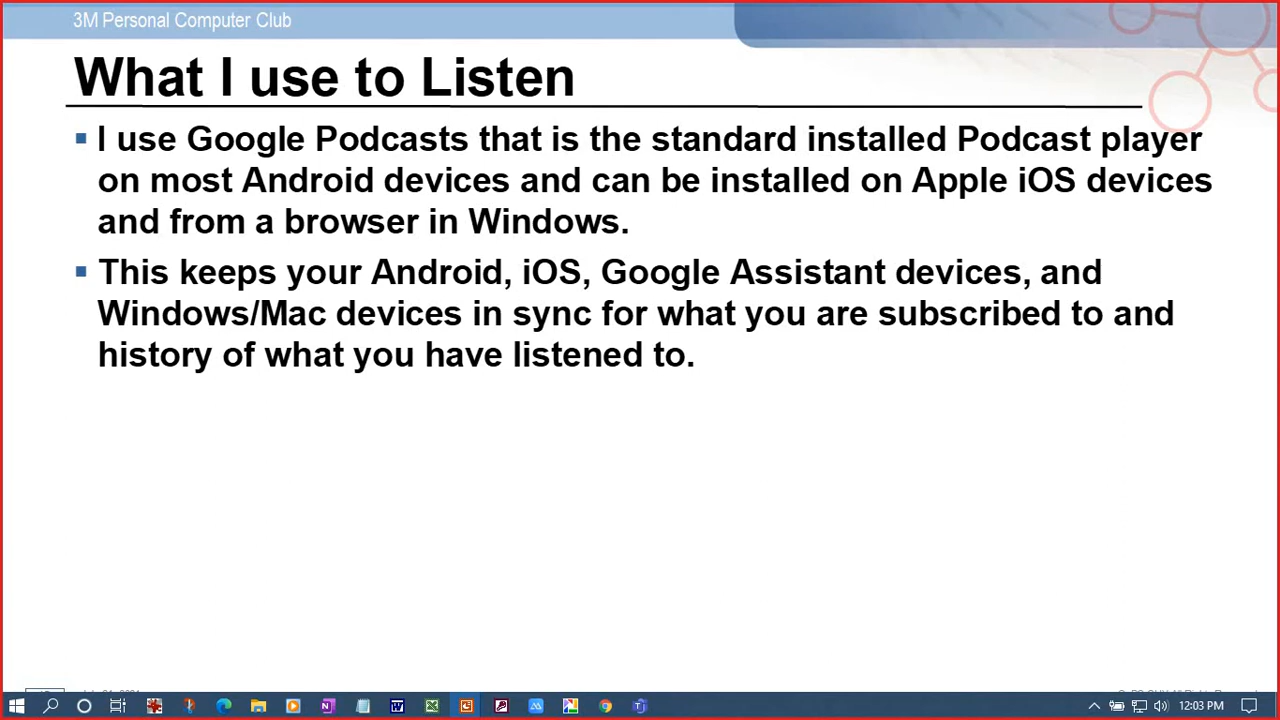 3M Personal Computer Club
What I use to Listen
I use Google Podcasts that is the standard installed Podcast player
on most Android devices and can be installed on Apple iOS devices
and from a browser in Windows.
This keeps your Android, iOS, Google Assistant devices, and
Windows/Mac devices in sync for what you are subscribed to and
history of what you have listened to.
12:03 PM